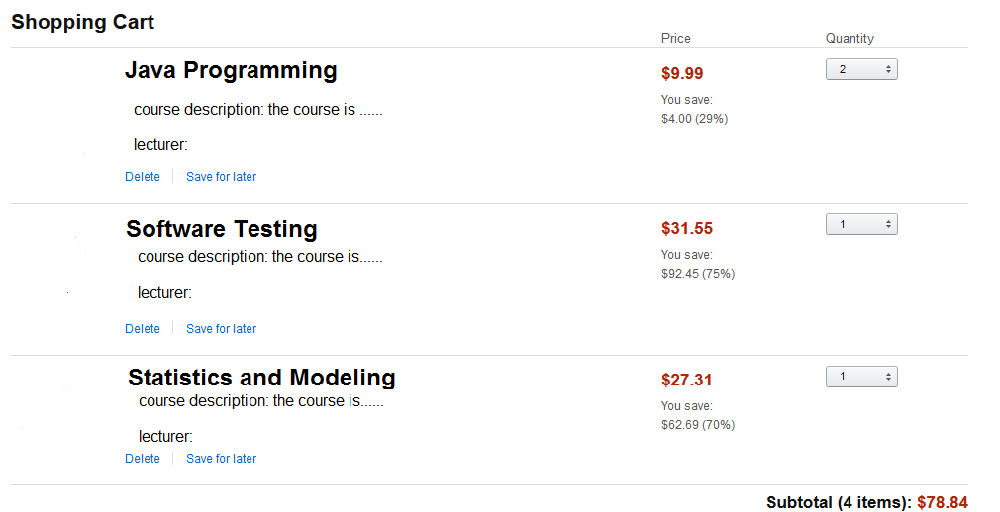 Shopping Cart
Price Quantity
Java Programming
$9.99
2
course description: the course is ......
You save:
$4.00 (29%)
lecturer:
Delete Save for later
Software Testing
$31.55
1
course description: the course is......
You save:
$92.45 (75%)
lecturer:
Delete Save for later
Statistics and Modeling
$27.31
1
course description: the course is......
You save:
$62.69 (70%)
lecturer:
Delete Save for later
Subtotal (4 items): $78.84